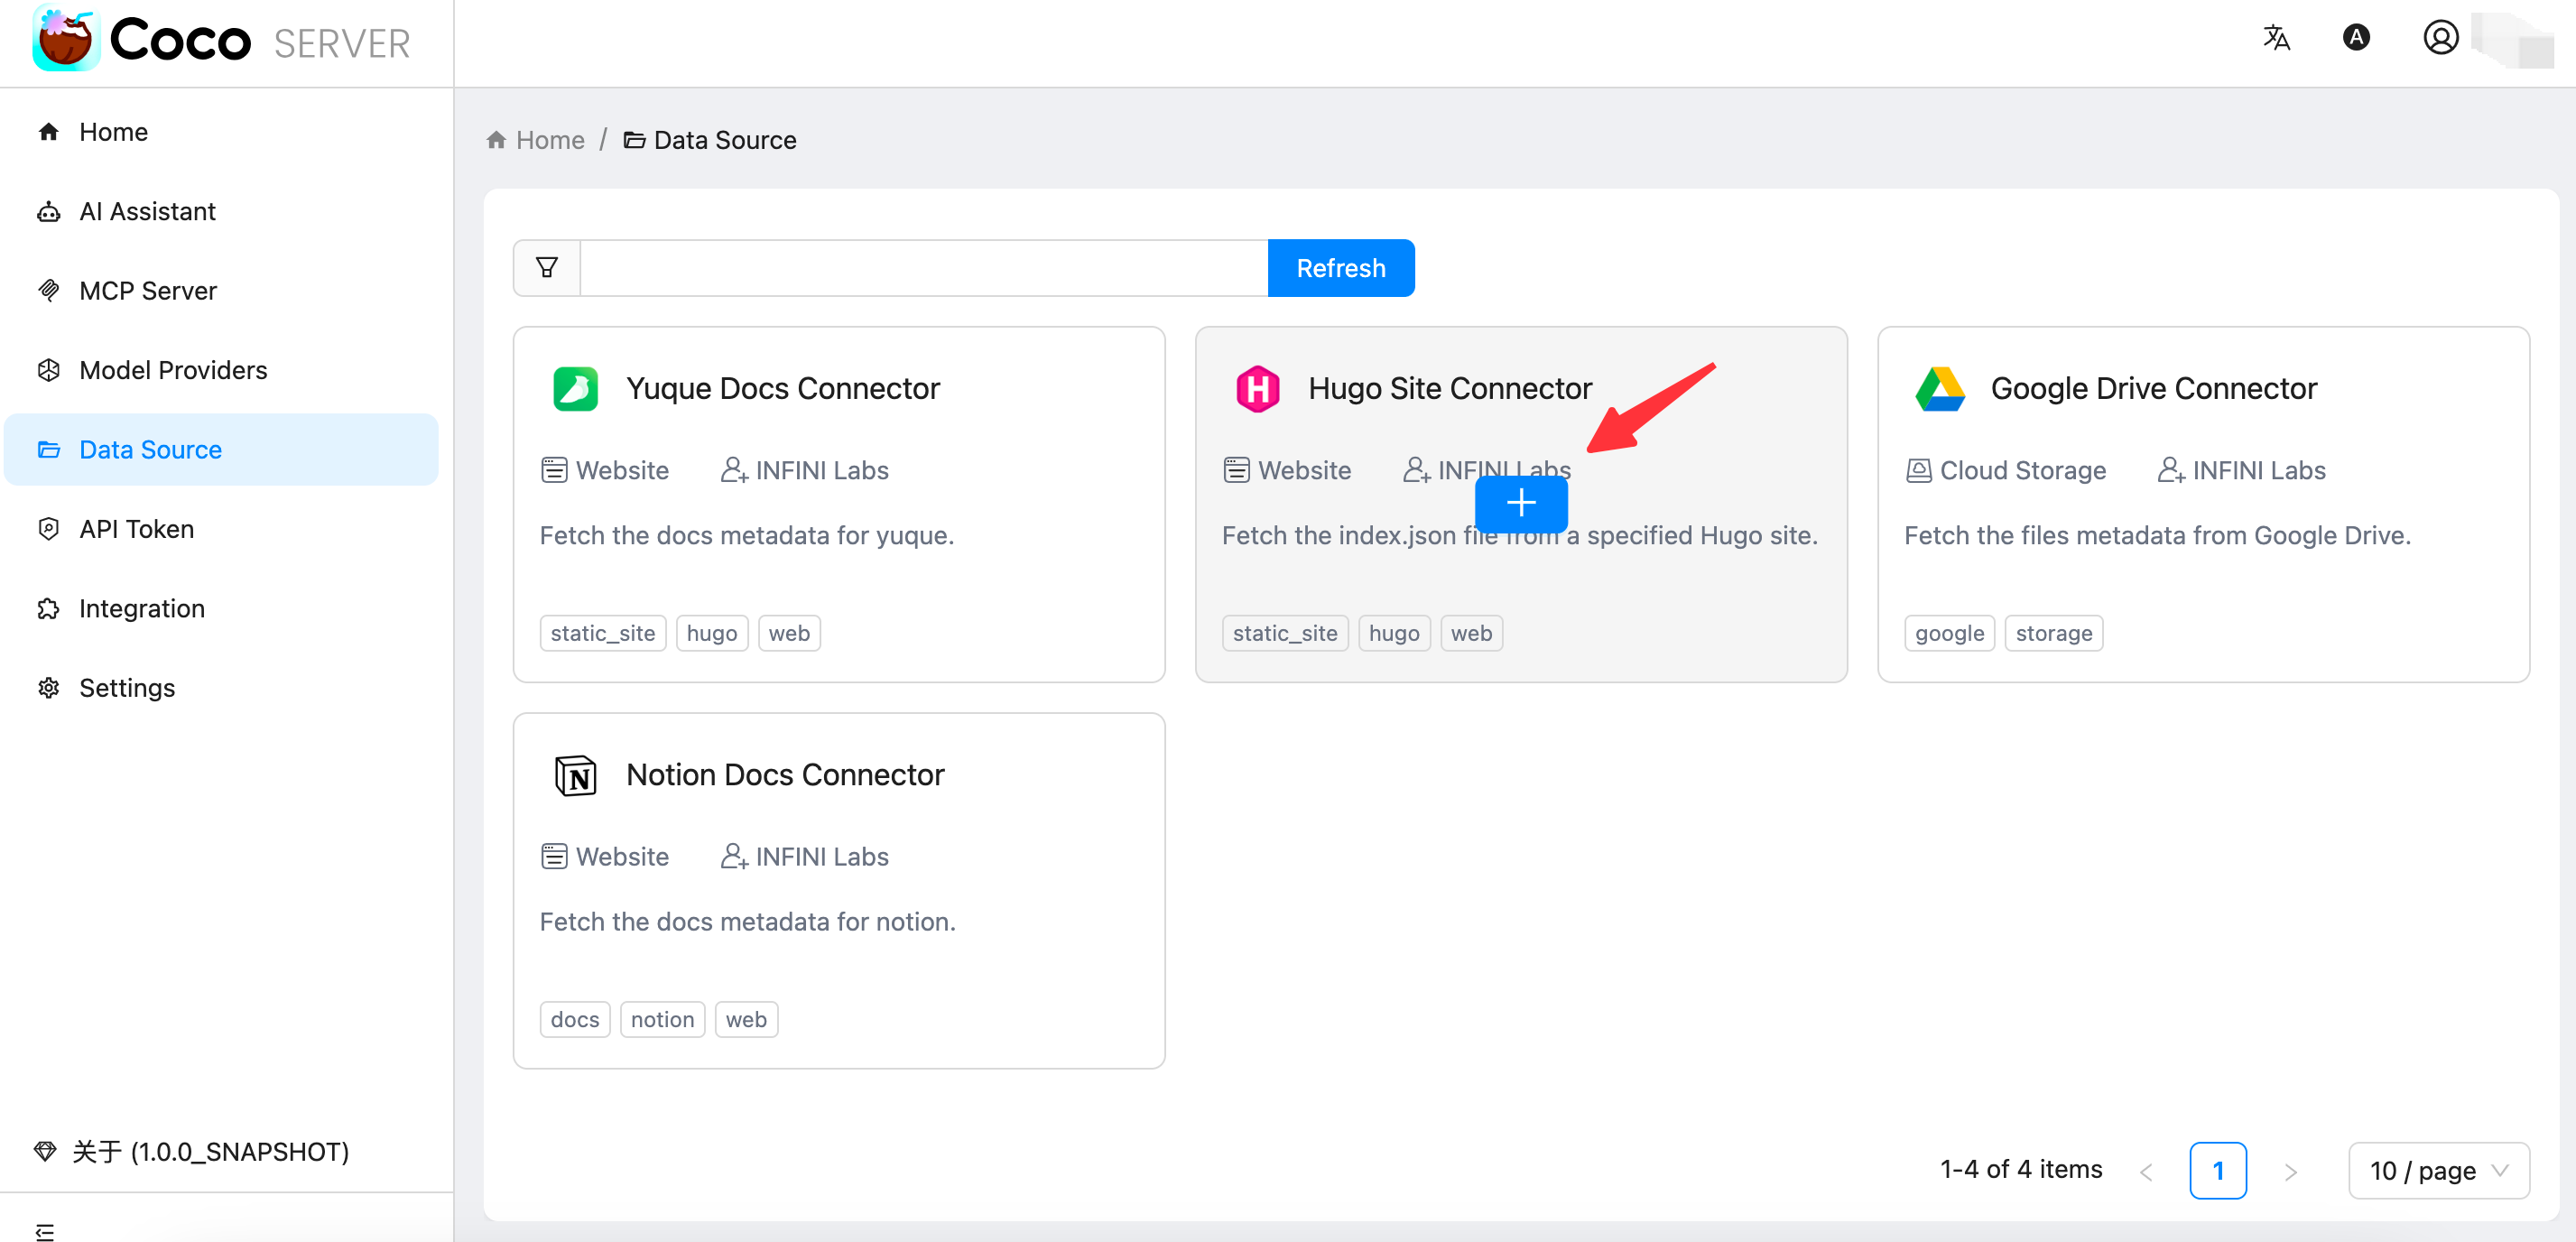 Coco SERVER
Home
AI Assistant
MCP Server
Model Providers
Data Source
API Token
Integration
Settings
关于 (1.0.0_SNAPSHOT)
Home / Data Source
Refresh
Yuque Docs Connector
Website INFINI Labs
Fetch the docs metadata for yuque.
static_site hugo web
Hugo Site Connector
Website INFINI Labs
Fetch the index.json file from a specified Hugo site.
static_site hugo web
Google Drive Connector
Cloud Storage INFINI Labs
Fetch the files metadata from Google Drive.
google storage
Notion Docs Connector
Website INFINI Labs
Fetch the docs metadata for notion.
docs notion web
1-4 of 4 items < 1 > 10 / page